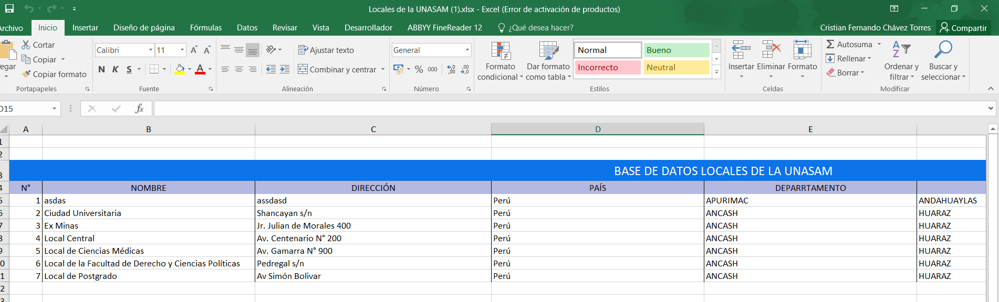 Locales de la UNASAM (1).xlsx - Excel (Error de activación de productos)
Archivo Inicio Insertar Diseño de página Fórmulas Datos Revisar Vista Desarrollador ABBYY FineReader 12 ¿Qué desea hacer? Cristian Fernando Chávez Torres Compartir
Cortar
Copiar
Copiar formato
egar
Portapapeles
Calibri 11
N K S
Fuente
Ajustar texto
Combinar y centrar
Alineación
General
% 000
Número
Formato condicional
Dar formato como tabla
Normal Bueno
Incorrecto Neutral
Estilos
Insertar Eliminar Formato
Celdas
Autosuma
Rellenar
Borrar
Ordenar y filtrar
Buscar y seleccionar
Modificar
D15 fx
A B C D E
1
2
3 BASE DE DATOS LOCALES DE LA UNASAM
4 N° NOMBRE DIRECCIÓN PAÍS DEPARRTAMENTO
5 1 asdas assdasd Perú APURIMAC ANDAHUAYLAS
6 2 Ciudad Universitaria Shancayan s/n Perú ANCASH HUARAZ
7 3 Ex Minas Jr. Julian de Morales 400 Perú ANCASH HUARAZ
8 4 Local Central Av. Centenario N° 200 Perú ANCASH HUARAZ
9 5 Local de Ciencias Médicas Av. Gamarra N° 900 Perú ANCASH HUARAZ
0 6 Local de la Facultad de Derecho y Ciencias Políticas Pedregal s/n Perú ANCASH HUARAZ
1 7 Local de Postgrado Av Simón Bolivar Perú ANCASH HUARAZ
2
3